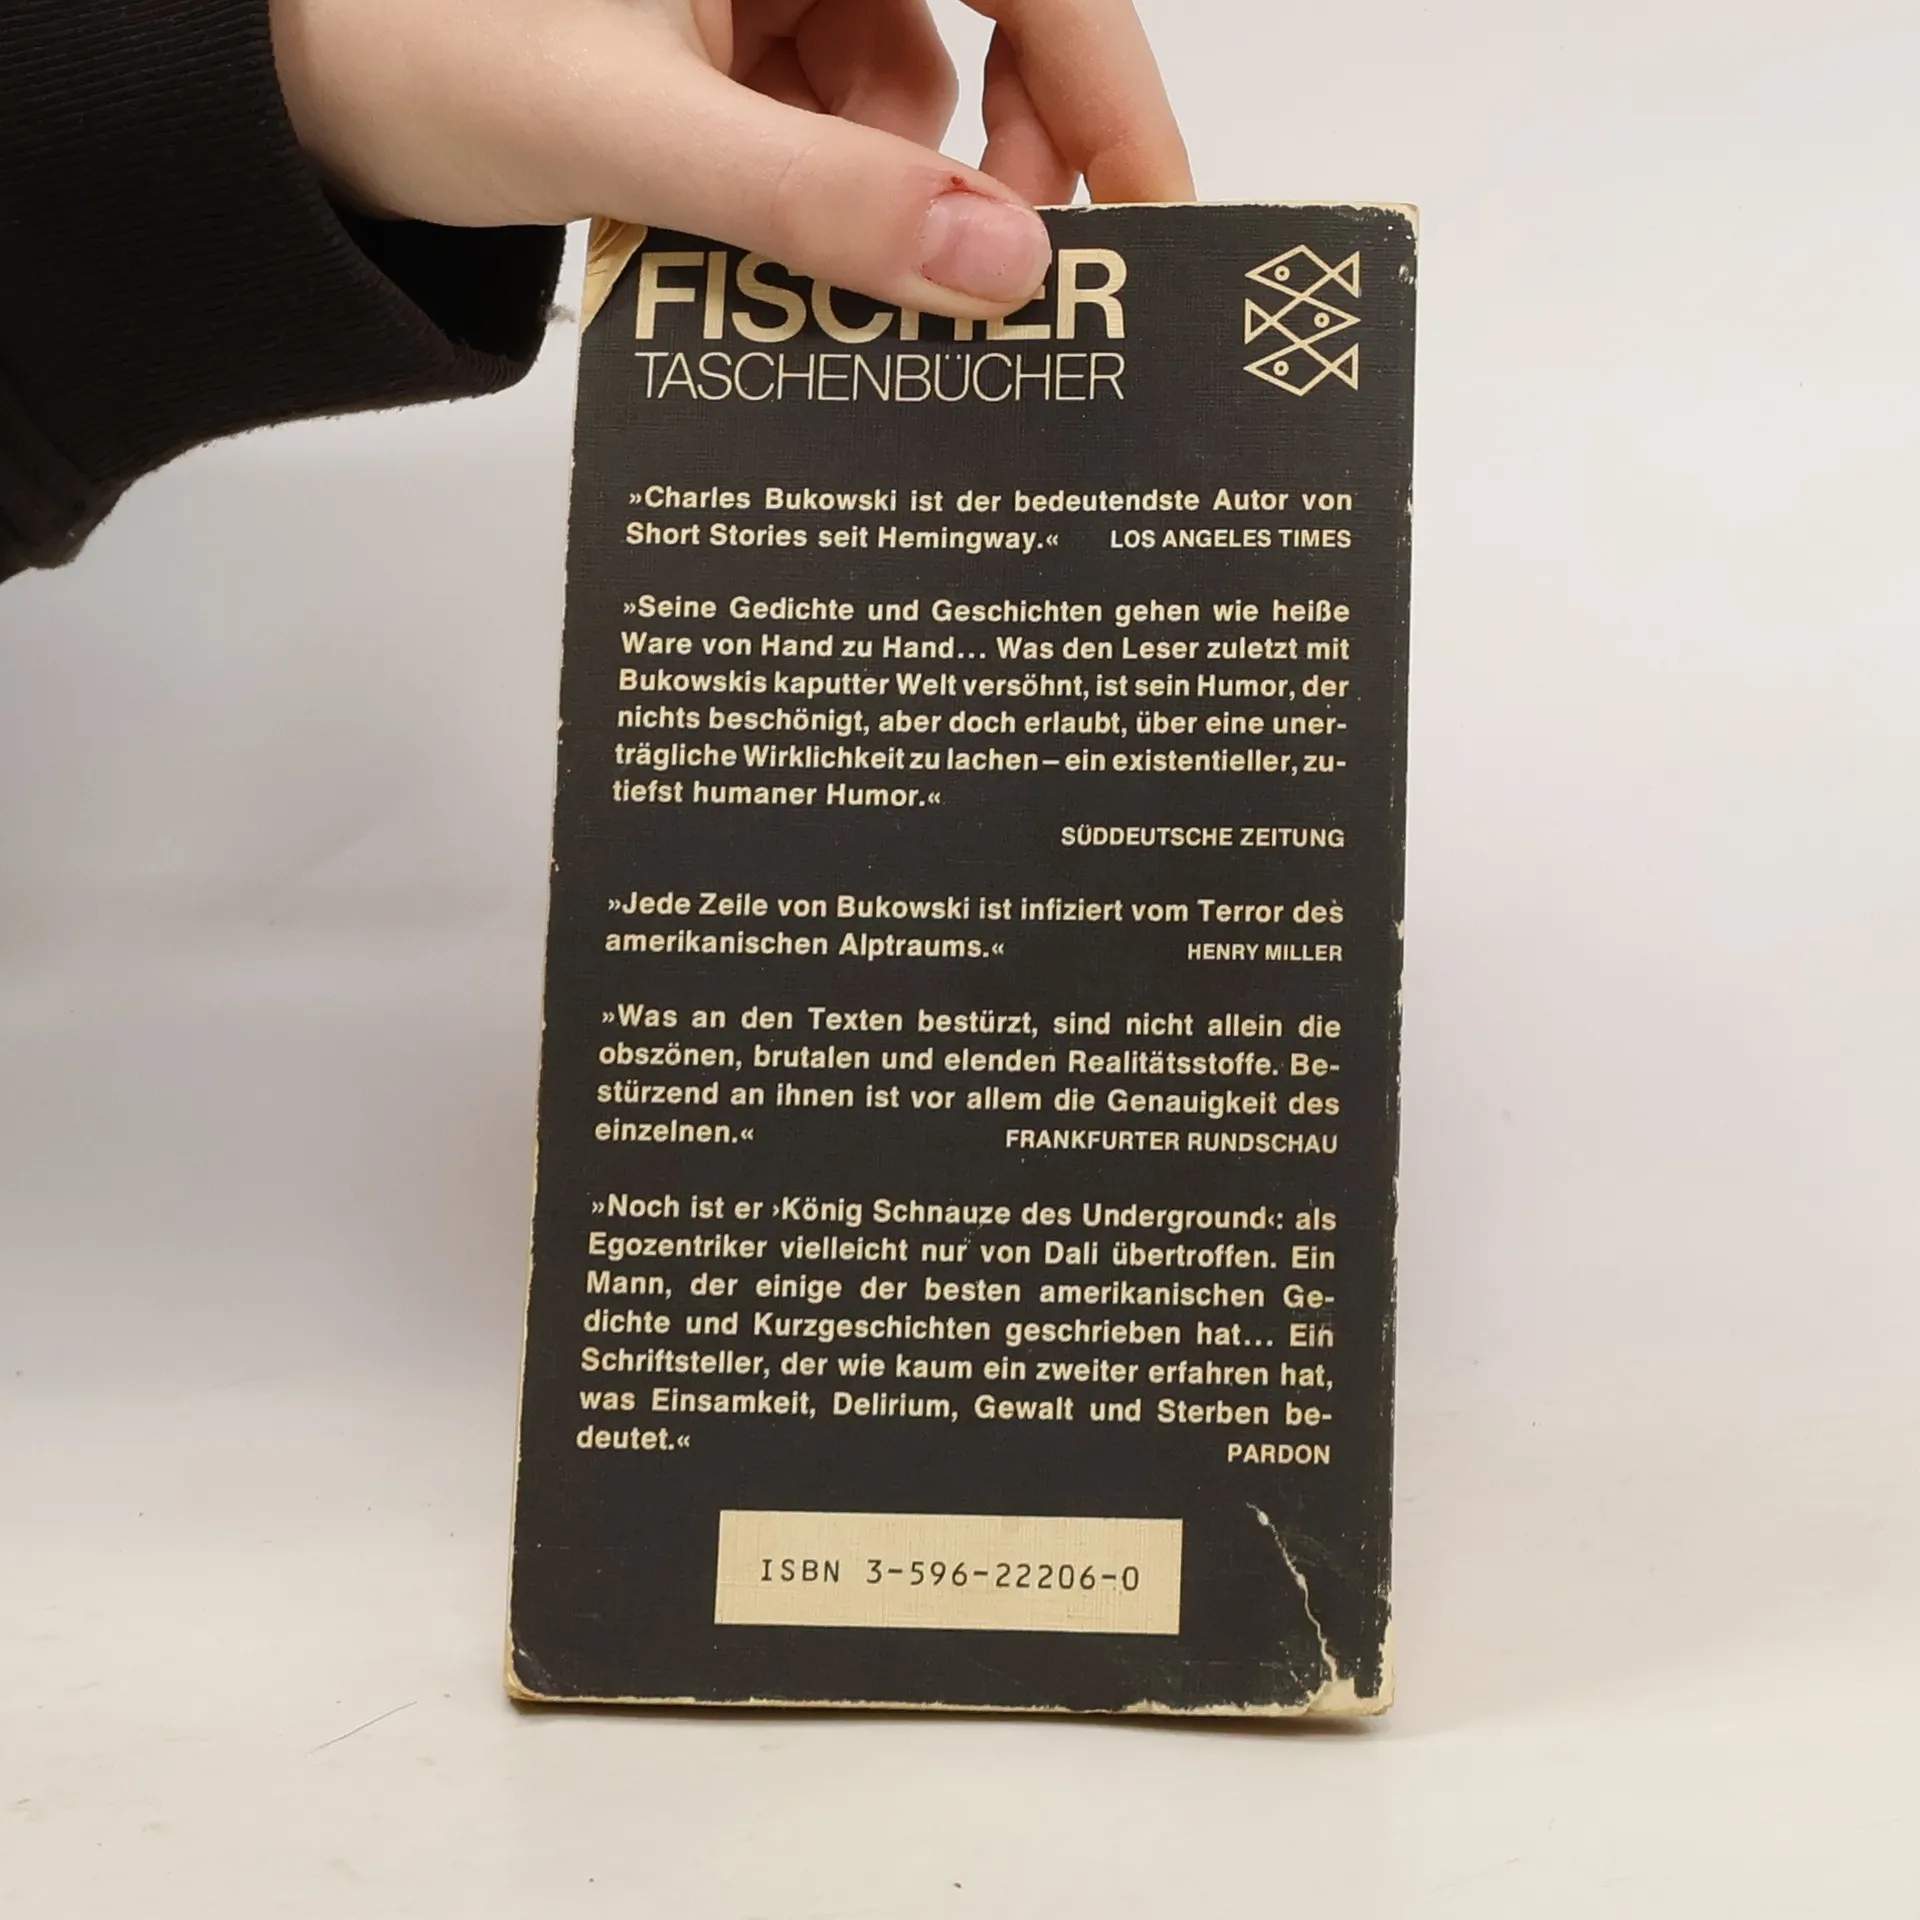 FISCHER
TASCHENBÜCHER
»Charles Bukowski ist der bedeutendste Autor von
Short Stories seit Hemingway.« LOS ANGELES TIMES
»Seine Gedichte und Geschichten gehen wie heiße
Ware von Hand zu Hand... Was den Leser zuletzt mit
Bukowskis kaputter Welt versöhnt, ist sein Humor, der
nichts beschönigt, aber doch erlaubt, über eine uner-
trägliche Wirklichkeit zu lachen – ein existentieller, zu-
tiefst humaner Humor.«
SÜDDEUTSCHE ZEITUNG
»Jede Zeile von Bukowski ist infiziert vom Terror des
amerikanischen Alptraums.« HENRY MILLER
»Was an den Texten bestürzt, sind nicht allein die
obszönen, brutalen und elenden Realitätsstoffe. Be-
stürzend an ihnen ist vor allem die Genauigkeit des
einzelnen.« FRANKFURTER RUNDSCHAU
»Noch ist er ›König Schnauze des Underground‹: als
Egozentriker vielleicht nur von Dali übertroffen. Ein
Mann, der einige der besten amerikanischen Ge-
dichte und Kurzgeschichten geschrieben hat... Ein
Schriftsteller, der wie kaum ein zweiter erfahren hat,
was Einsamkeit, Delirium, Gewalt und Sterben be-
deutet.« PARDON
ISBN 3-596-22206-0